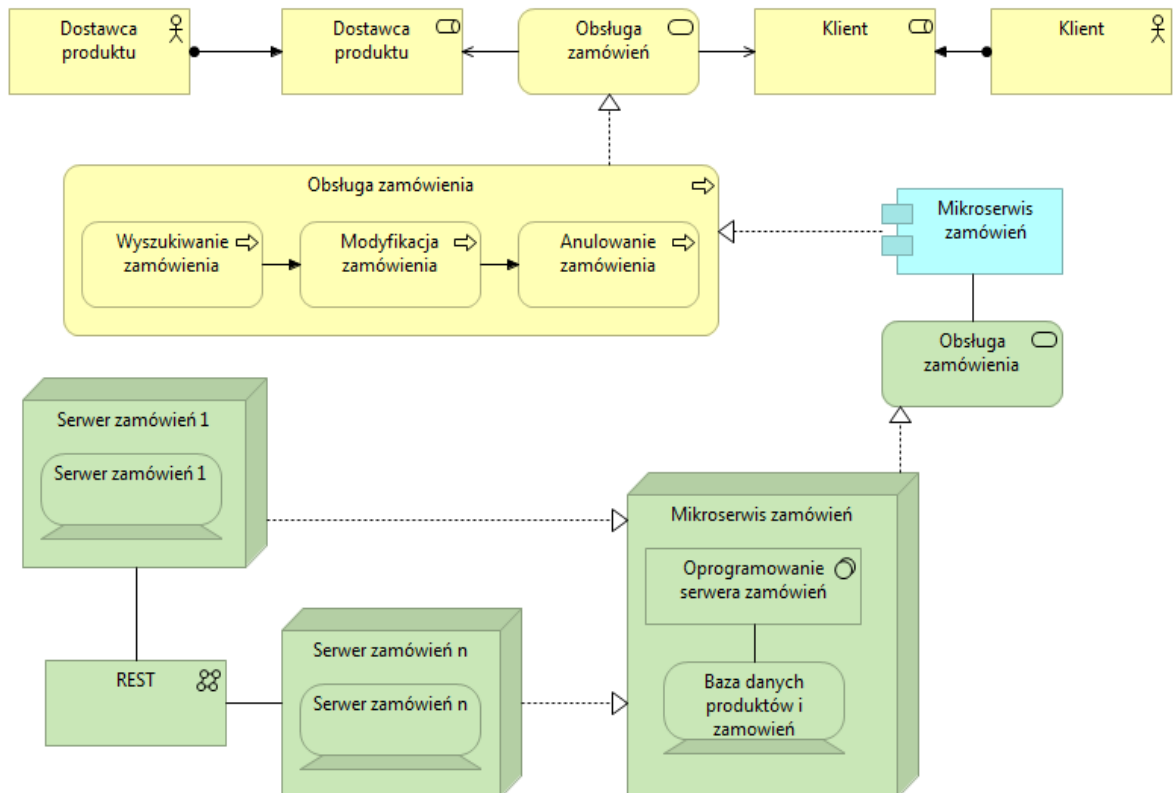 Dostawca
produktu
Dostawca
produktu
Obsługa
zamówień
Klient
Klient
Obsługa zamówienia
Wyszukiwanie
zamówienia
Modyfikacja
zamówienia
Anulowanie
zamówienia
Mikroserwis
zamówień
Obsługa
zamówienia
Serwer zamówień 1
Serwer zamówień 1
Mikroserwis zamówień
Oprogramowanie
serwera zamówień
Serwer zamówień n
REST
Serwer zamówień n
Baza danych
produktów i
zamowień